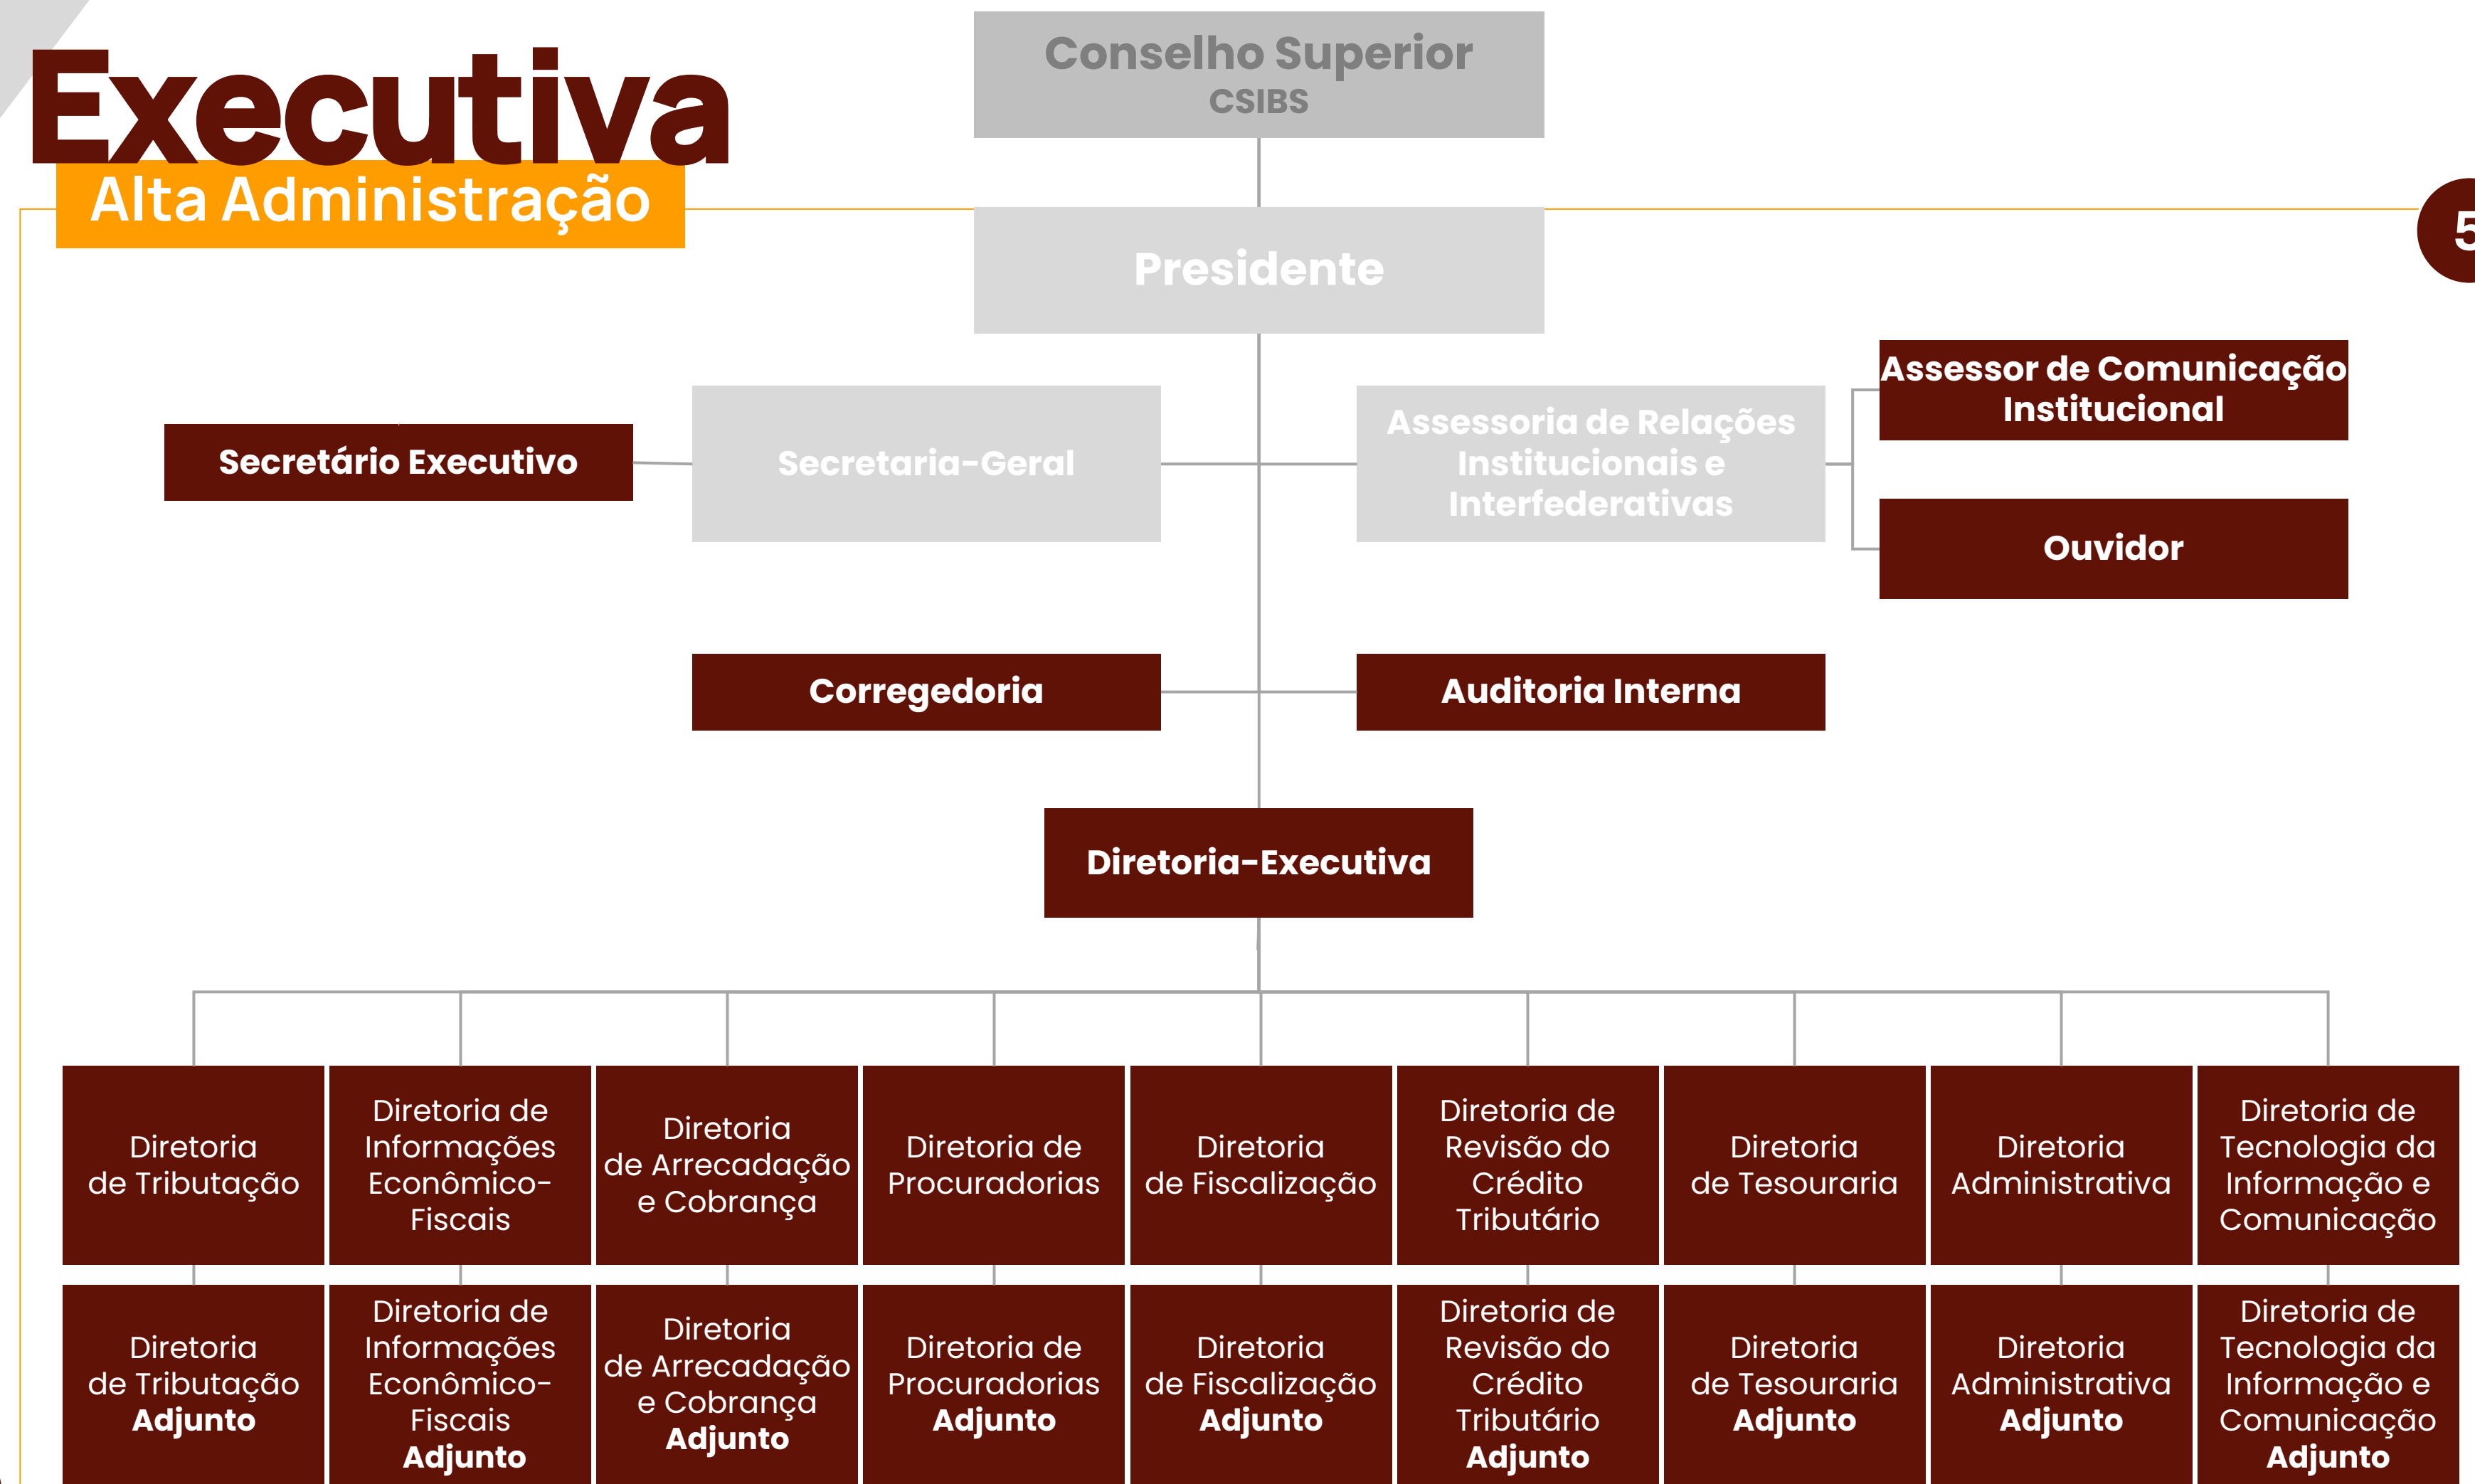 Executiva
Alta Administração
Conselho Superior
CSIBS
Presidente
5
Secretário Executivo
Secretaria-Geral
Assessoria de Relações
Institucionais e
Interfederativas
Assessor de Comunicação
Institucional
Ouvidor
Corregedoria
Auditoria Interna
Diretoria-Executiva
Diretoria
de Tributação
Diretoria de
Informações
Econômico-
Fiscais
Diretoria
de Arrecadação
e Cobrança
Diretoria de
Procuradorias
Diretoria
de Fiscalização
Diretoria de
Revisão do
Crédito
Tributário
Diretoria
de Tesouraria
Diretoria
Administrativa
Diretoria de
Tecnologia da
Informação e
Comunicação
Diretoria
de Tributação
Adjunto
Diretoria de
Informações
Econômico-
Fiscais
Adjunto
Diretoria
de Arrecadação
e Cobrança
Adjunto
Diretoria de
Procuradorias
Adjunto
Diretoria
de Fiscalização
Adjunto
Diretoria de
Revisão do
Crédito
Tributário
Adjunto
Diretoria
de Tesouraria
Adjunto
Diretoria
Administrativa
Adjunto
Diretoria de
Tecnologia da
Informação e
Comunicação
Adjunto